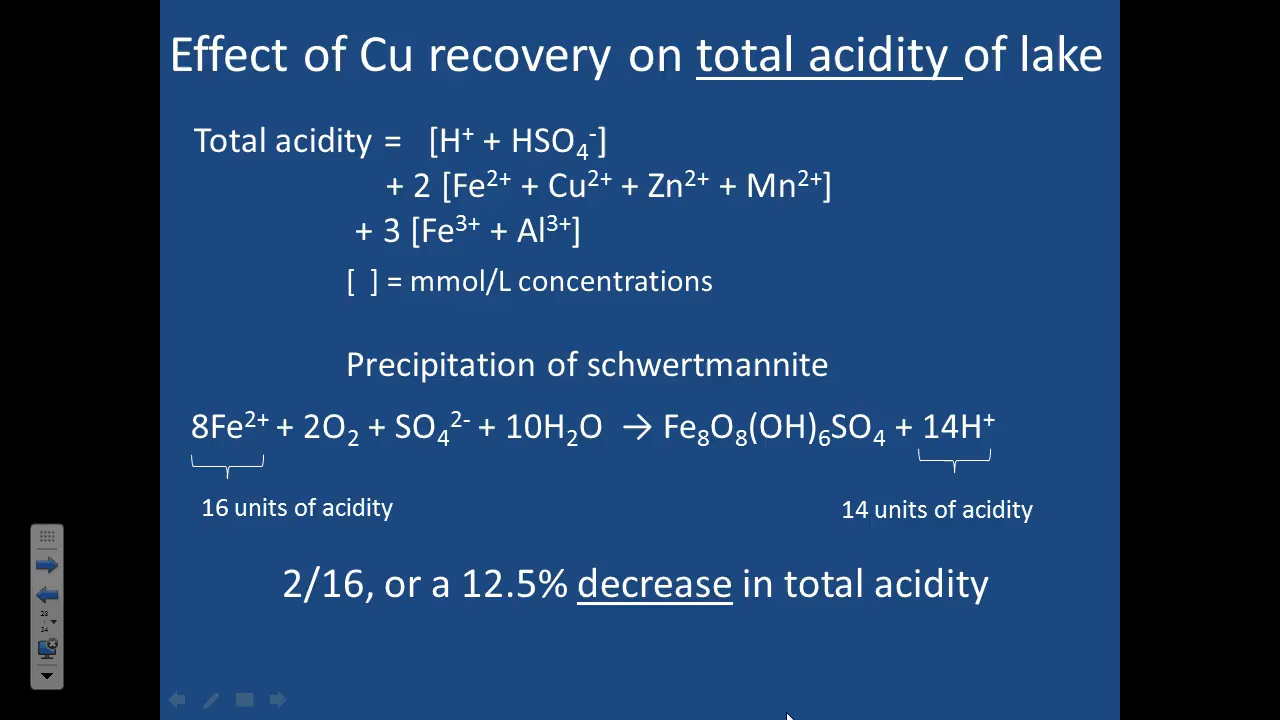 Effect of Cu recovery on total acidity of lake
Total acidity = [H⁺ + HSO₄⁻]
+ 2 [Fe²⁺ + Cu²⁺ + Zn²⁺ + Mn²⁺]
+ 3 [Fe³⁺ + Al³⁺]
[ ] = mmol/L concentrations
Precipitation of schwertmannite
8Fe²⁺ + 2O₂ + SO₄²⁻ + 10H₂O → Fe₈O₈(OH)₆SO₄ + 14H⁺
16 units of acidity 14 units of acidity
2/16, or a 12.5% decrease in total acidity
28
34